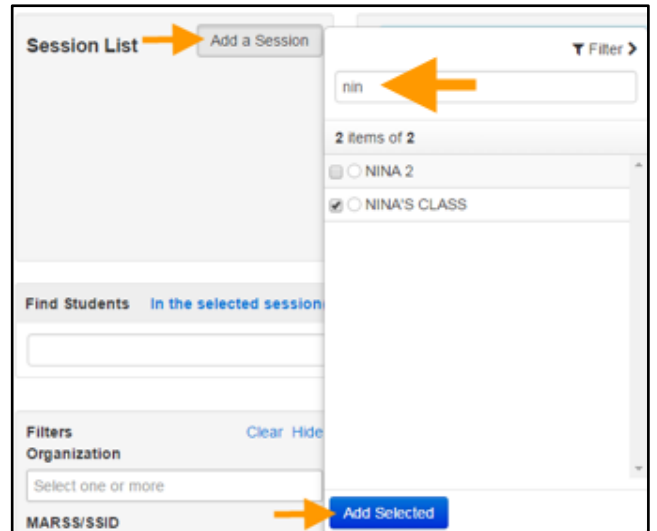 Session List
Add a Session
Filter
nin
2 items of 2
NINA 2
NINA'S CLASS
Find Students In the selected session
Filters
Clear Hide
Organization
Select one or more
MARSS/SSID
Add Selected